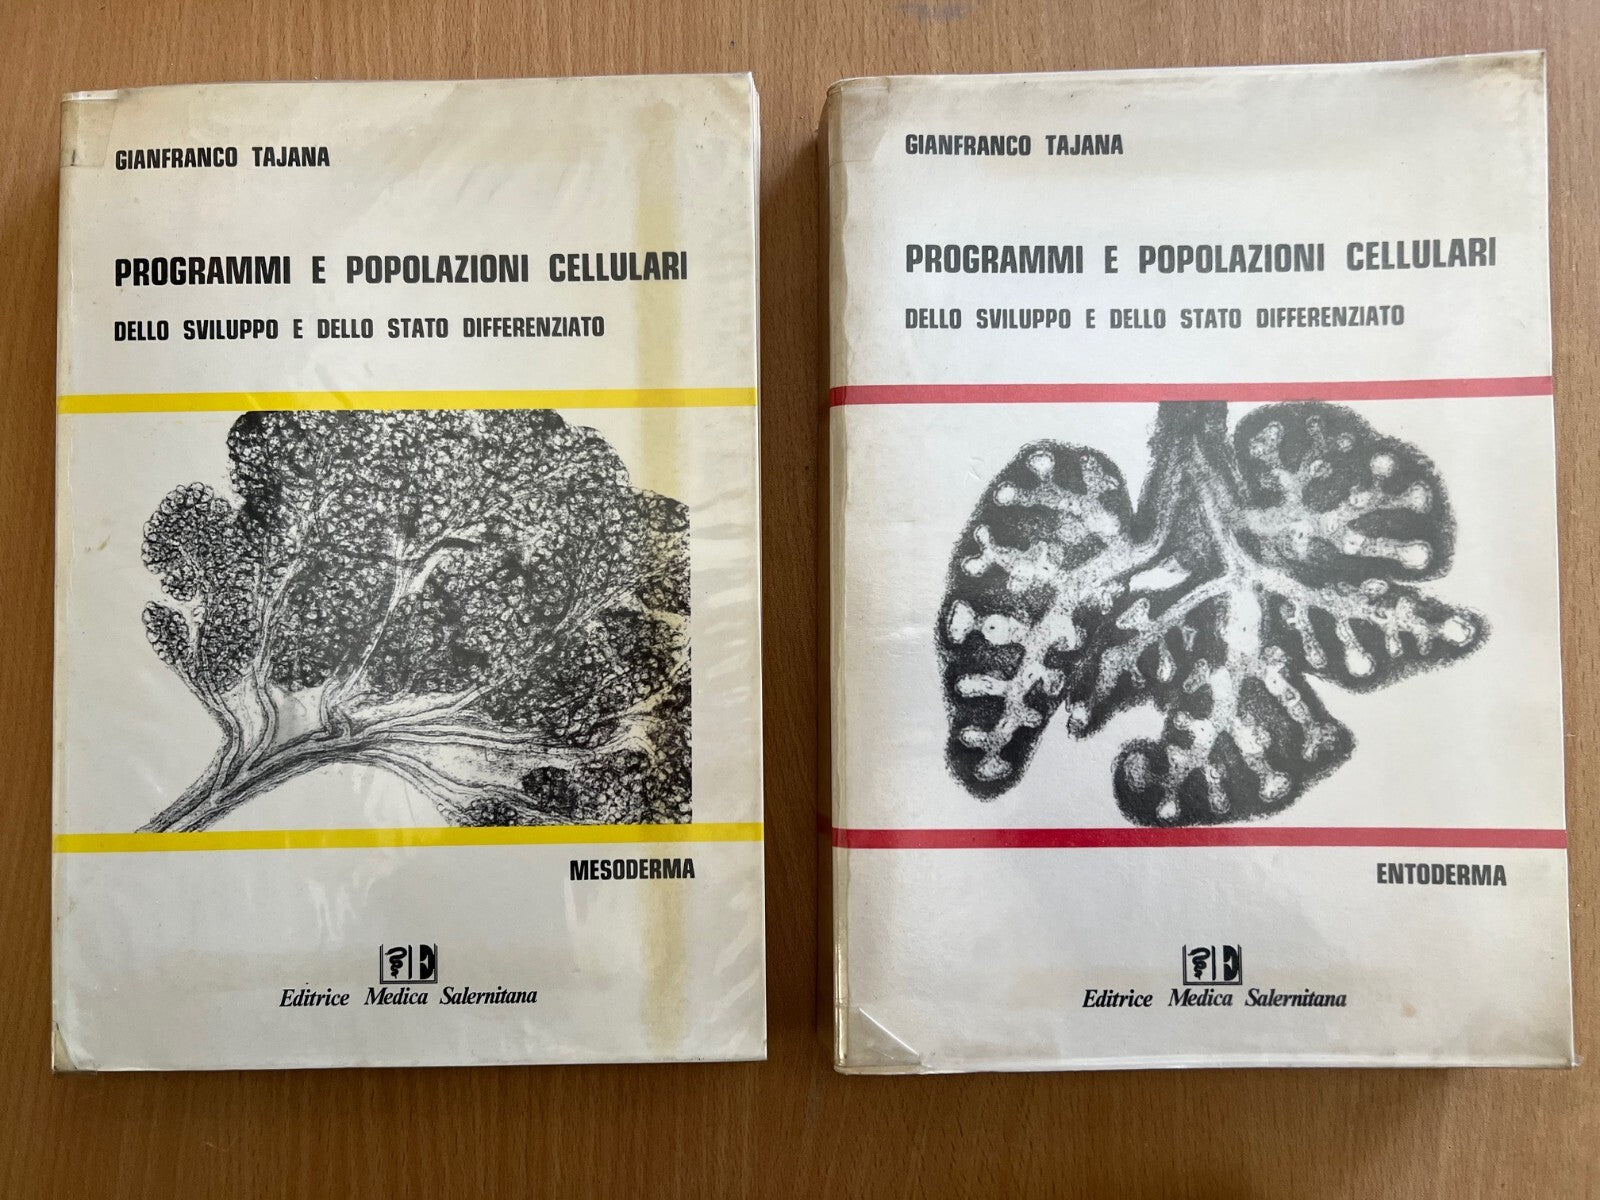 GIANFRANCO TAJANA
PROGRAMMI E POPOLAZIONI CELLULARI
DELLO SVILUPPO E DELLO STATO DIFFERENZIATO
MESODERMA
Editrice Medica Salernitana
GIANFRANCO TAJANA
PROGRAMMI E POPOLAZIONI CELLULARI
DELLO SVILUPPO E DELLO STATO DIFFERENZIATO
ENTODERMA
Editrice Medica Salernitana